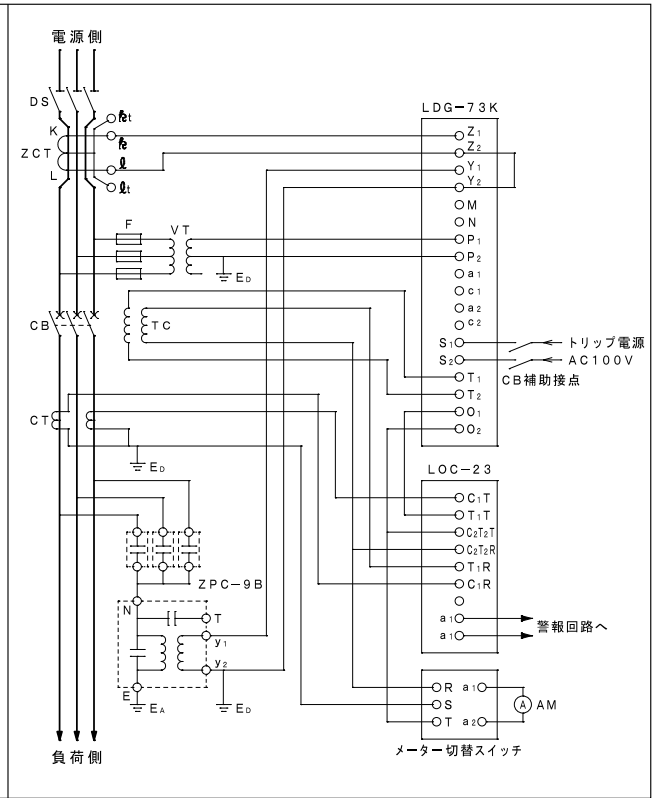 電源側
DS
kt
K
k
ZCT
l
L
lt
LDG-73K
Z1
Z2
Y1
Y2
M
N
P1
P2
a1
c1
a2
c2
S1
S2
T1
T2
O1
O2
トリップ電源
AC100V
CB補助接点
F
VT
ED
CB
TC
CT
ED
LOC-23
C1T
T1T
C2T2T
C2T2R
T1R
C1R
a1
a1
警報回路へ
ZPC-9B
N
T
y1
y2
E
EA
ED
R a1
S
T a2
A AM
メーター切替スイッチ
負荷側